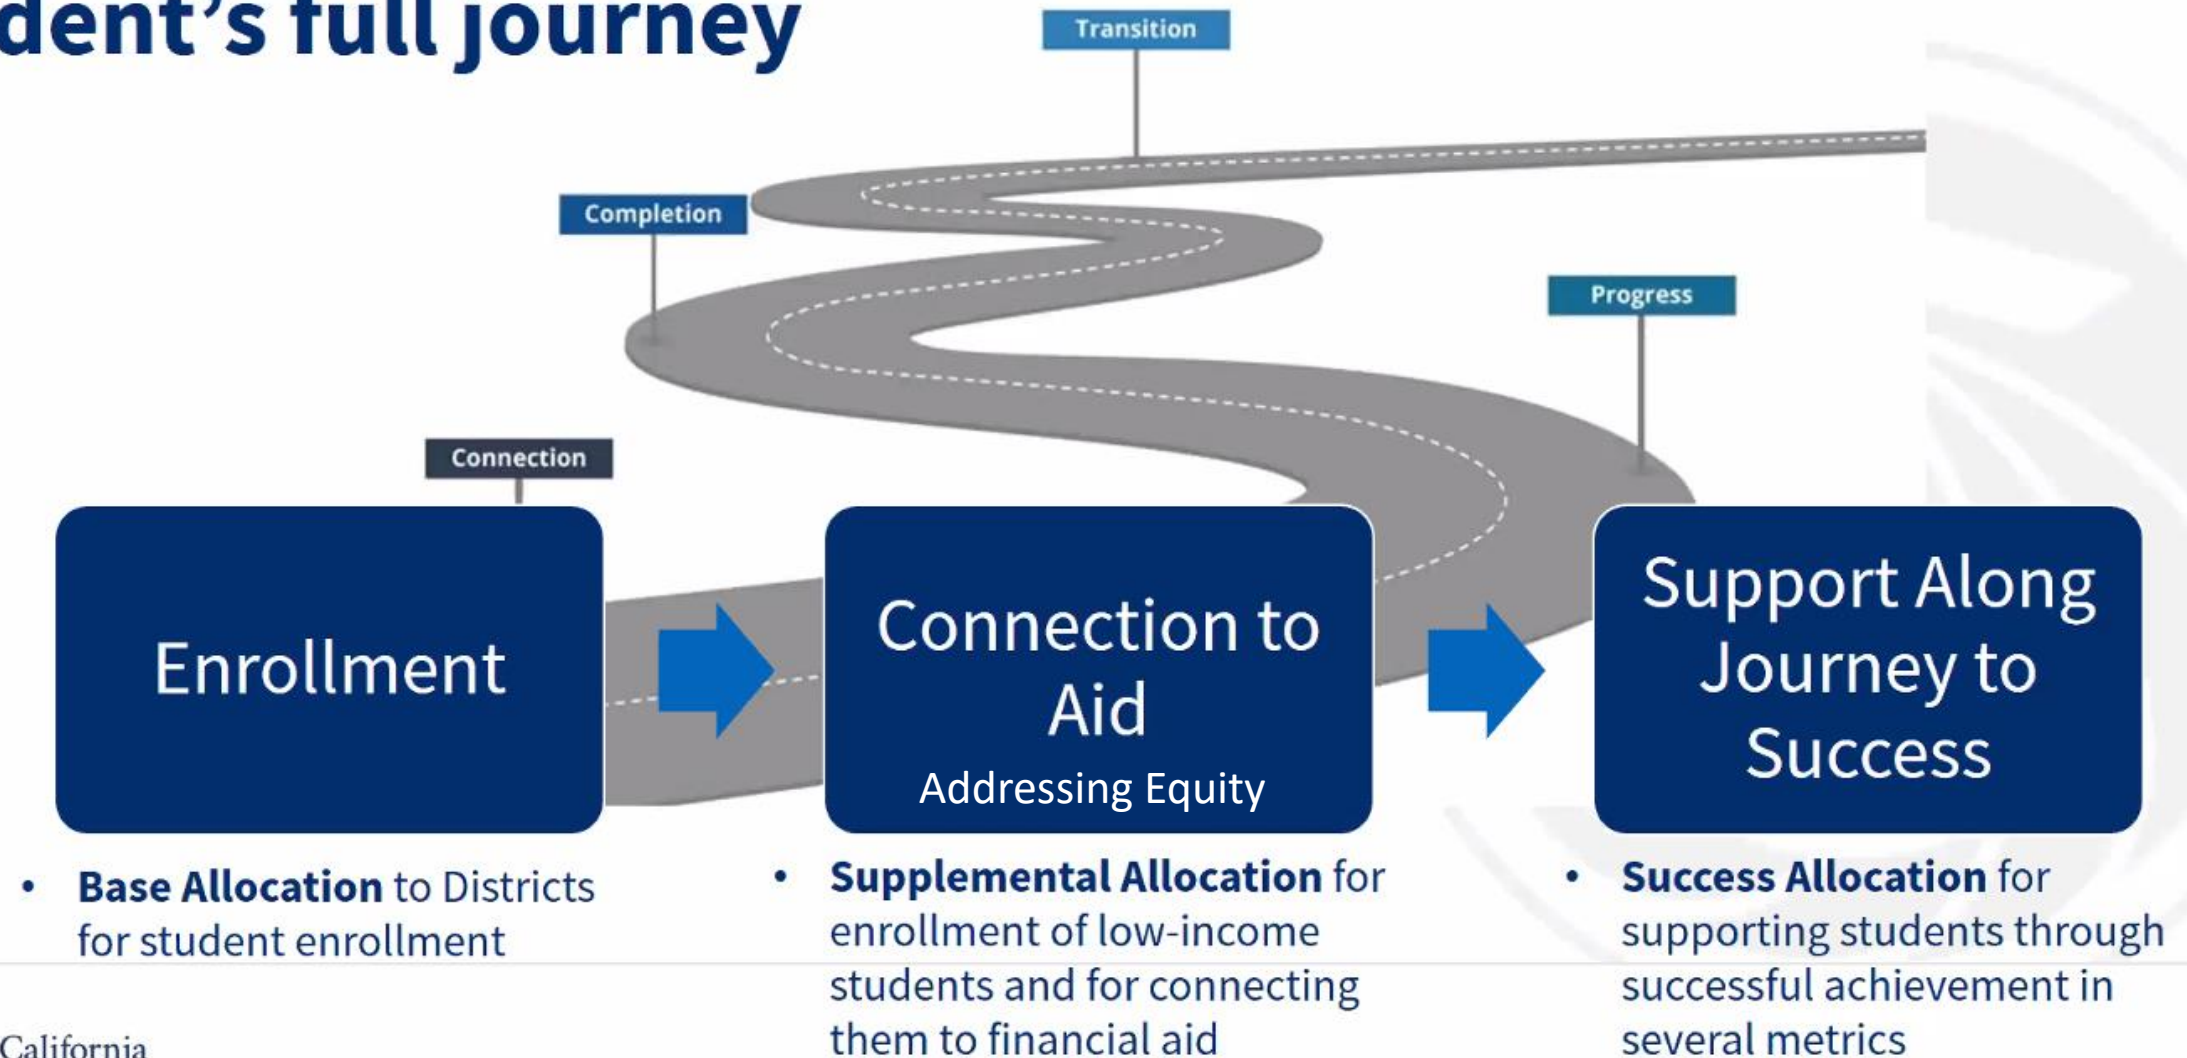 dent’s full journey
Transition
Completion
Progress
Connection
Enrollment
Connection to
Aid
Addressing Equity
Support Along
Journey to
Success
• Base Allocation to Districts
for student enrollment
• Supplemental Allocation for
enrollment of low-income
students and for connecting
them to financial aid
• Success Allocation for
supporting students through
successful achievement in
several metrics
California